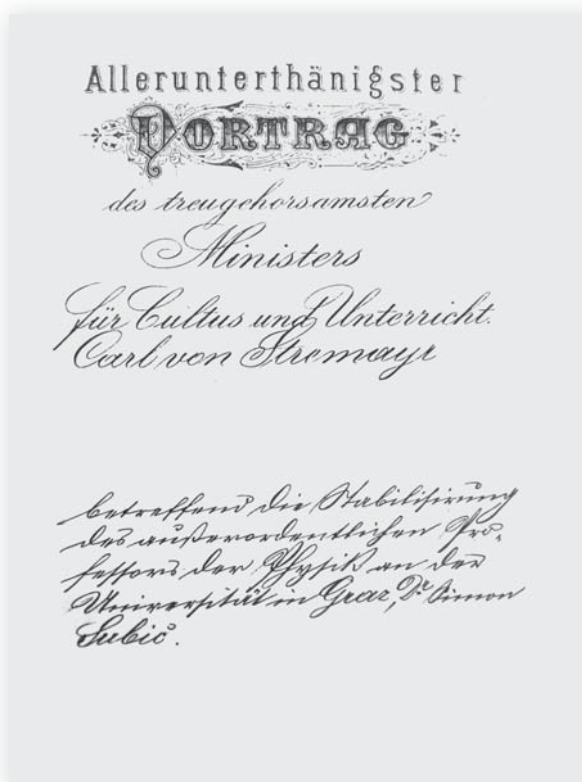 Allerunterthänigster
VORTRAG
des treugehorsamsten
Ministers
für Cultus und Unterricht.
Carl von Stremayr
betreffend die Stabilisirung
des außerordentlichen Pro-
fessors der Physik an der
Universität in Graz, Dr. Simon
Subič.